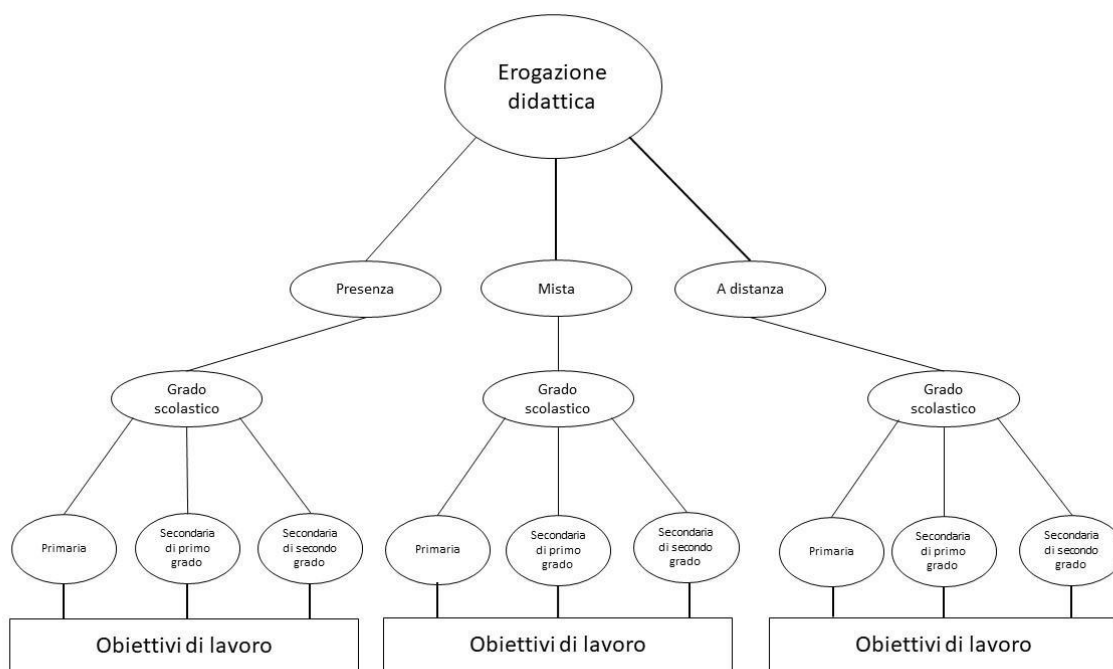 Erogazione
didattica
Presenza
Mista
A distanza
Grado
scolastico
Grado
scolastico
Grado
scolastico
Primaria
Secondaria
di primo
grado
Secondaria
di secondo
grado
Primaria
Secondaria
di primo
grado
Secondaria
di secondo
grado
Primaria
Secondaria
di primo
grado
Secondaria
di secondo
grado
Obiettivi di lavoro
Obiettivi di lavoro
Obiettivi di lavoro